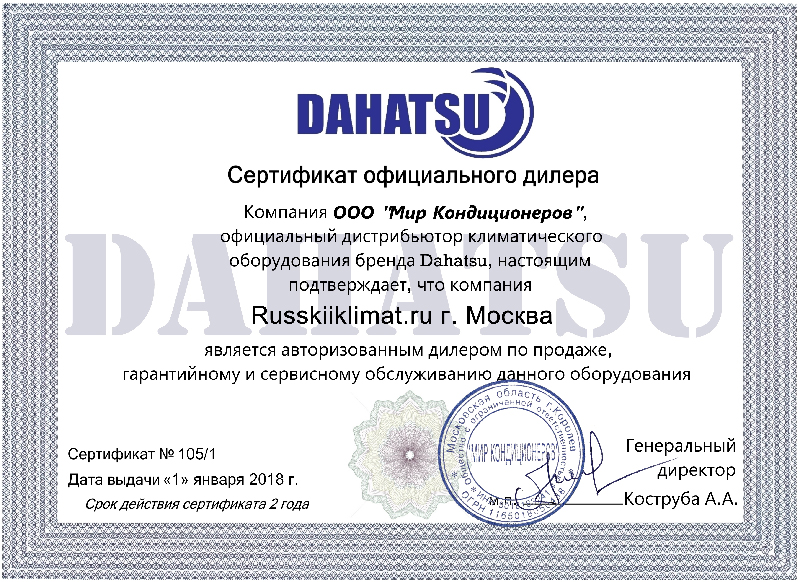 DAHATSU
Сертификат официального дилера
Компания ООО "Мир Кондиционеров",
официальный дистрибьютор климатического
оборудования бренда Dahatsu, настоящим
подтверждает, что компания
DAHATSU
Russkiiklimat.ru г. Москва
является авторизованным дилером по продаже,
гарантийному и сервисному обслуживанию данного оборудования
Сертификат № 105/1
Дата выдачи «1» января 2018 г.
Срок действия сертификата 2 года
Московская область г. Королев
Общество с ограниченной ответственностью
"МИР КОНДИЦИОНЕРОВ"
М.П.
Генеральный
директор
Коструба А.А.